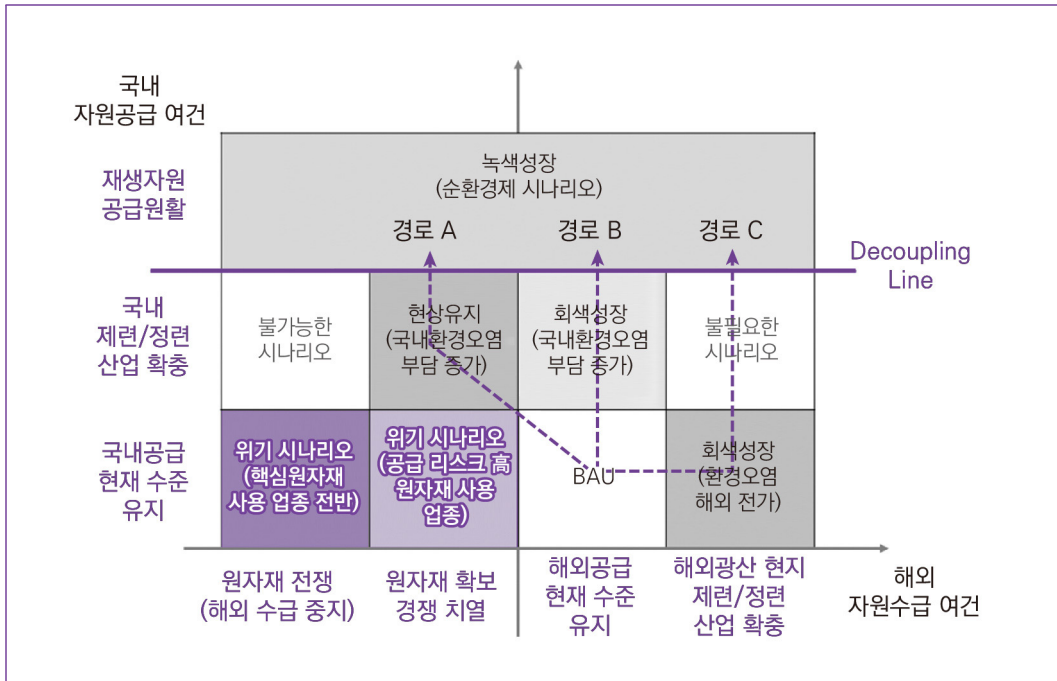 국내
자원공급 여건
녹색성장
(순환경제 시나리오)
재생자원
공급원활
경로 A
경로 B
경로 C
Decoupling
Line
국내
제련/정련
산업 확충
불가능한
시나리오
현상유지
(국내환경오염
부담 증가)
회색성장
(국내환경오염
부담 증가)
불필요한
시나리오
국내공급
현재 수준
유지
위기 시나리오
(핵심원자재
사용 업종 전반)
위기 시나리오
(공급 리스크 高
원자재 사용
업종)
BAU
회색성장
(환경오염
해외 전가)
원자재 전쟁
(해외 수급 중지)
원자재 확보
경쟁 치열
해외공급
현재 수준
유지
해외광산 현지
제련/정련
산업 확충
해외
자원수급 여건